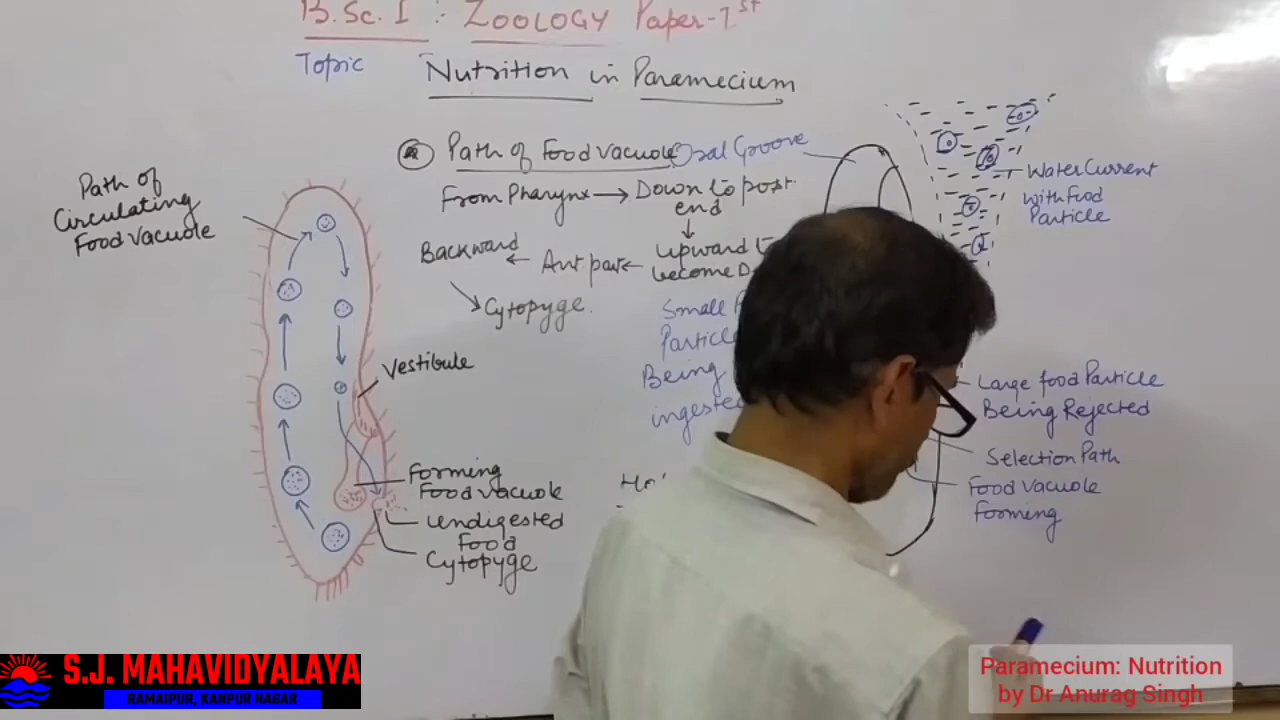 B.Sc. I : ZOOLOGY Paper-Ist
Topic
Nutrition in Paramecium
Path of Food vacuole
From Pharynx → Down to post.
end
↓
Upward
become
← Ant. part
← Backward
↘ Cytopyge.
Path of
Circulating
Food vacuole
Vestibule
Forming
Food vacuole
undigested
food
Cytopyge
Oral Groove
Water Current
with Food
Particle
Small
Particle
Being
ingested
Large food Particle
Being Rejected
Selection Path
Food vacuole
Forming
S.J. MAHAVIDYALAYA
RAMAIPUR, KANPUR NAGAR
Paramecium: Nutrition
by Dr Anurag Singh